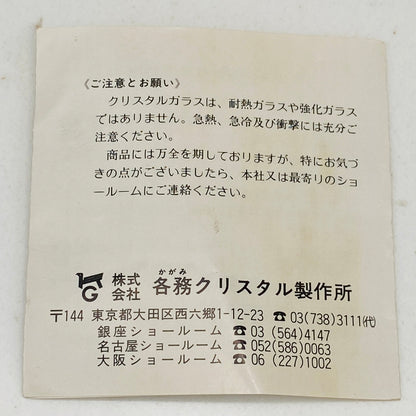 《ご注意とお願い》
クリスタルガラスは、耐熱ガラスや強化ガラス
ではありません。急熱、急冷及び衝撃には充分ご
注意ください。
商品には万全を期しておりますが、特にお気づ
きの点がございましたら、本社又は最寄りのショ
ールームにご連絡ください。
株式会社 各務クリスタル製作所
かがみ
〒144 東京都大田区西六郷1-12-23 ☎03(738)3111(代)
銀座ショールーム ☎03 (564)4147
名古屋ショールーム ☎052(586)0063
大阪ショールーム ☎06 (227)1002